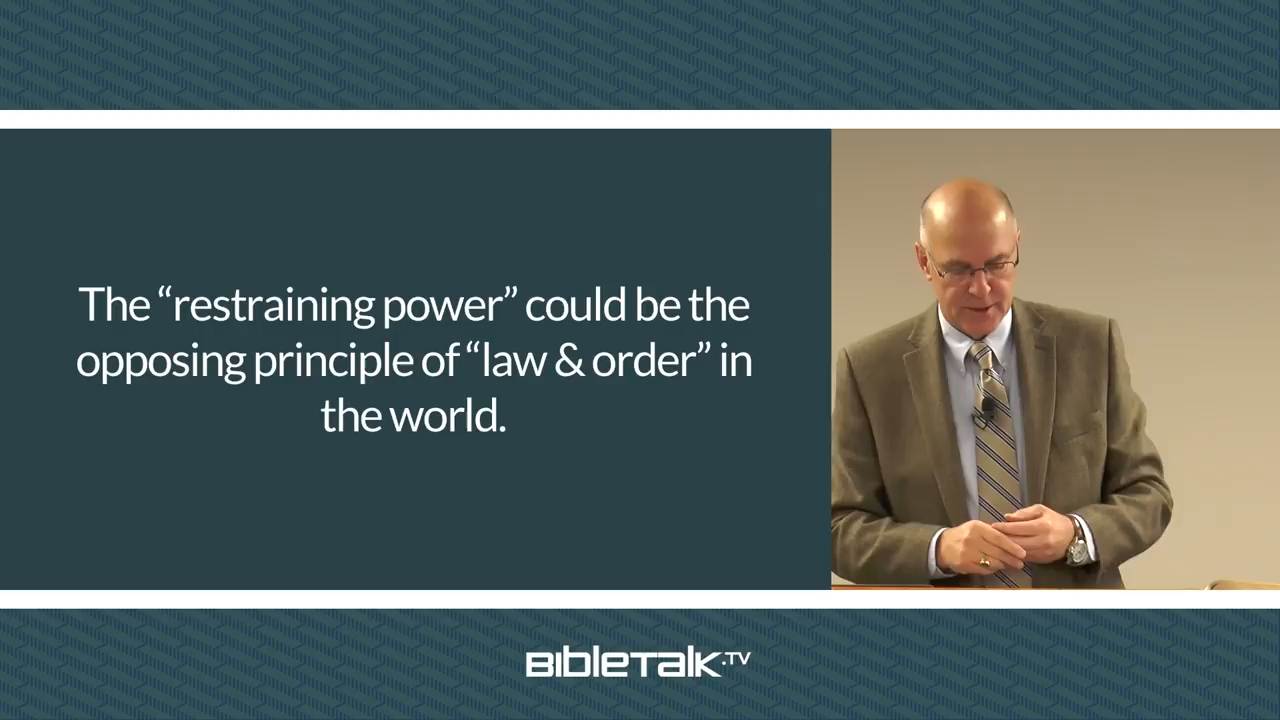 The “restraining power” could be the
opposing principle of “law & order” in
the world.
BIBLETALK.TV